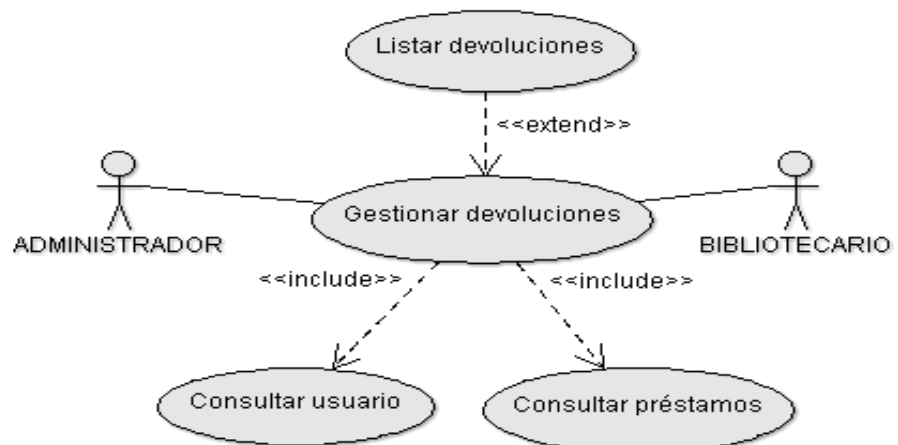 Listar devoluciones
<<extend>>
Gestionar devoluciones
ADMINISTRADOR
BIBLIOTECARIO
<<include>>
<<include>>
Consultar usuario
Consultar préstamos